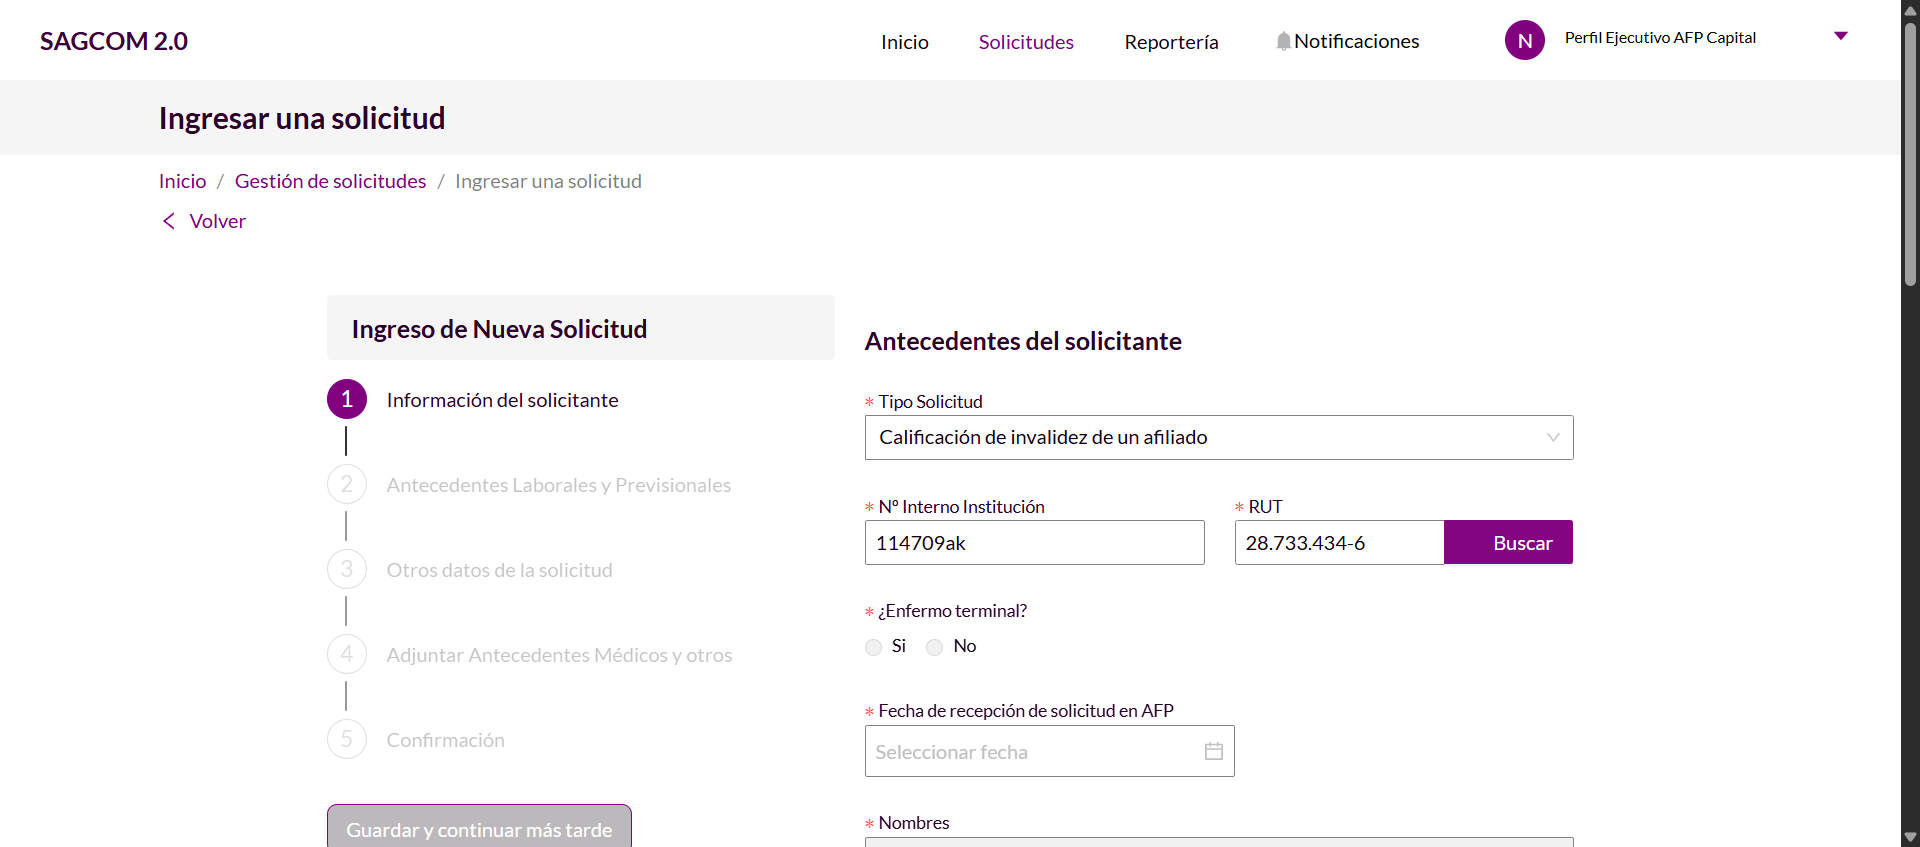 SAGCOM 2.0
Inicio
Solicitudes
Reportería
Notificaciones
N
Perfil Ejecutivo AFP Capital
Ingresar una solicitud
Inicio / Gestión de solicitudes / Ingresar una solicitud
Volver
Ingreso de Nueva Solicitud
1 Información del solicitante
2 Antecedentes Laborales y Previsionales
3 Otros datos de la solicitud
4 Adjuntar Antecedentes Médicos y otros
5 Confirmación
Guardar y continuar más tarde
Antecedentes del solicitante
* Tipo Solicitud
Calificación de invalidez de un afiliado
* Nº Interno Institución
114709ak
* RUT
28.733.434-6
Buscar
* ¿Enfermo terminal?
Si
No
* Fecha de recepción de solicitud en AFP
Seleccionar fecha
* Nombres